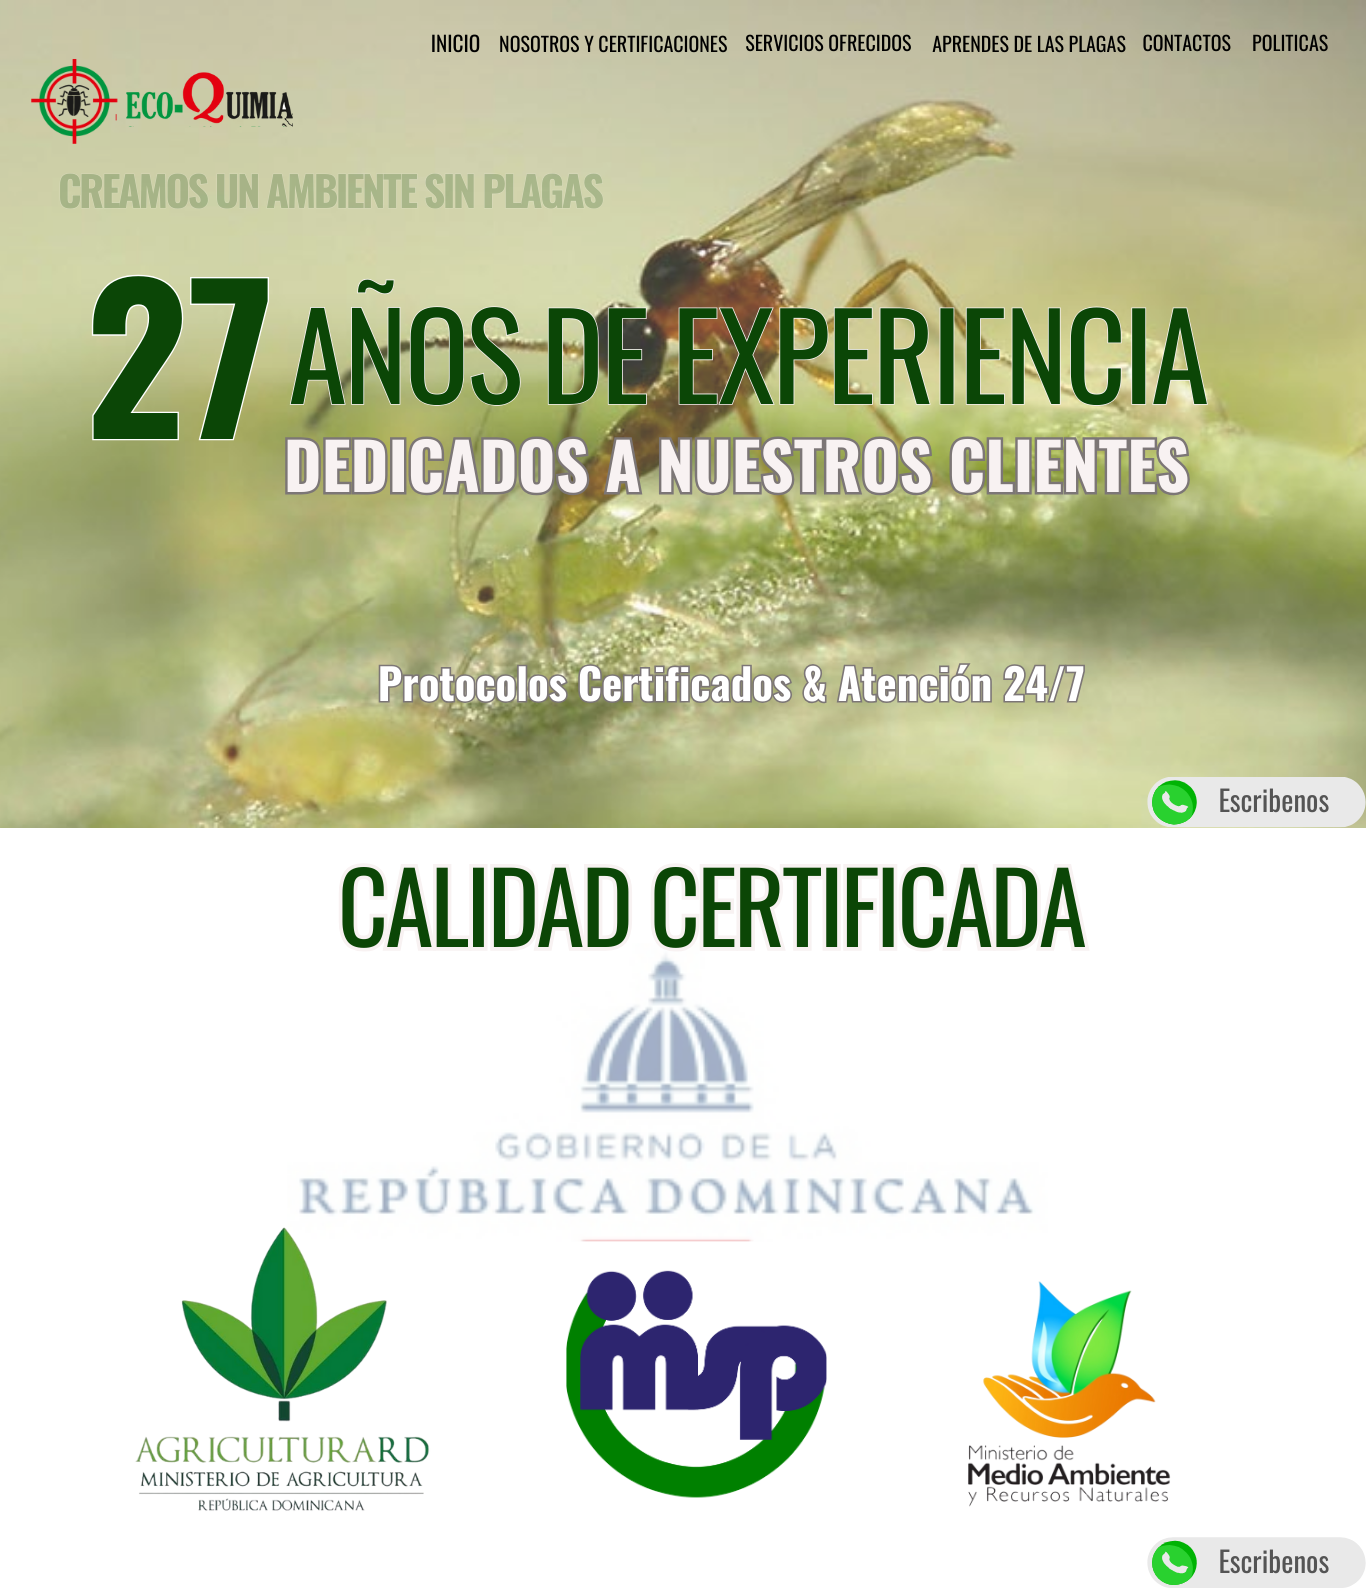 INICIO NOSOTROS Y CERTIFICACIONES SERVICIOS OFRECIDOS APRENDES DE LAS PLAGAS CONTACTOS POLITICAS
ECO-QUIMIA
CREAMOS UN AMBIENTE SIN PLAGAS
27 AÑOS DE EXPERIENCIA
DEDICADOS A NUESTROS CLIENTES
Protocolos Certificados & Atención 24/7
Escribenos
CALIDAD CERTIFICADA
GOBIERNO DE LA
REPÚBLICA DOMINICANA
msp
AGRICULTURARD
MINISTERIO DE AGRICULTURA
REPÚBLICA DOMINICANA
Ministerio de
Medio Ambiente
y Recursos Naturales
Escribenos